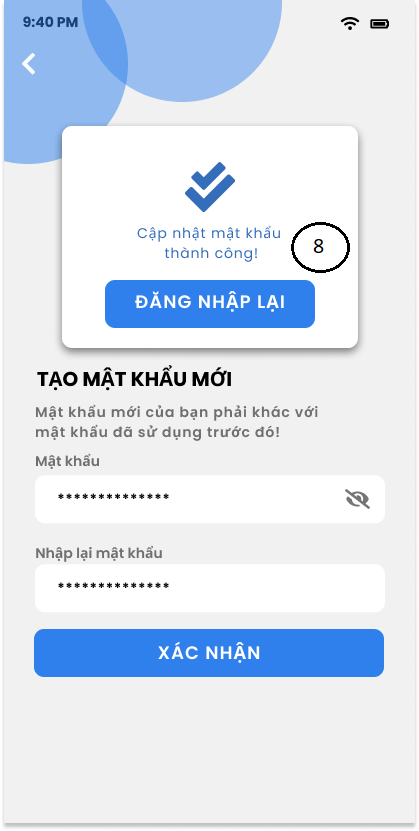 9:40 PM
Cập nhật mật khẩu
thành công!
8
ĐĂNG NHẬP LẠI
TẠO MẬT KHẨU MỚI
Mật khẩu mới của bạn phải khác với
mật khẩu đã sử dụng trước đó!
Mật khẩu
**************
Nhập lại mật khẩu
**************
XÁC NHẬN